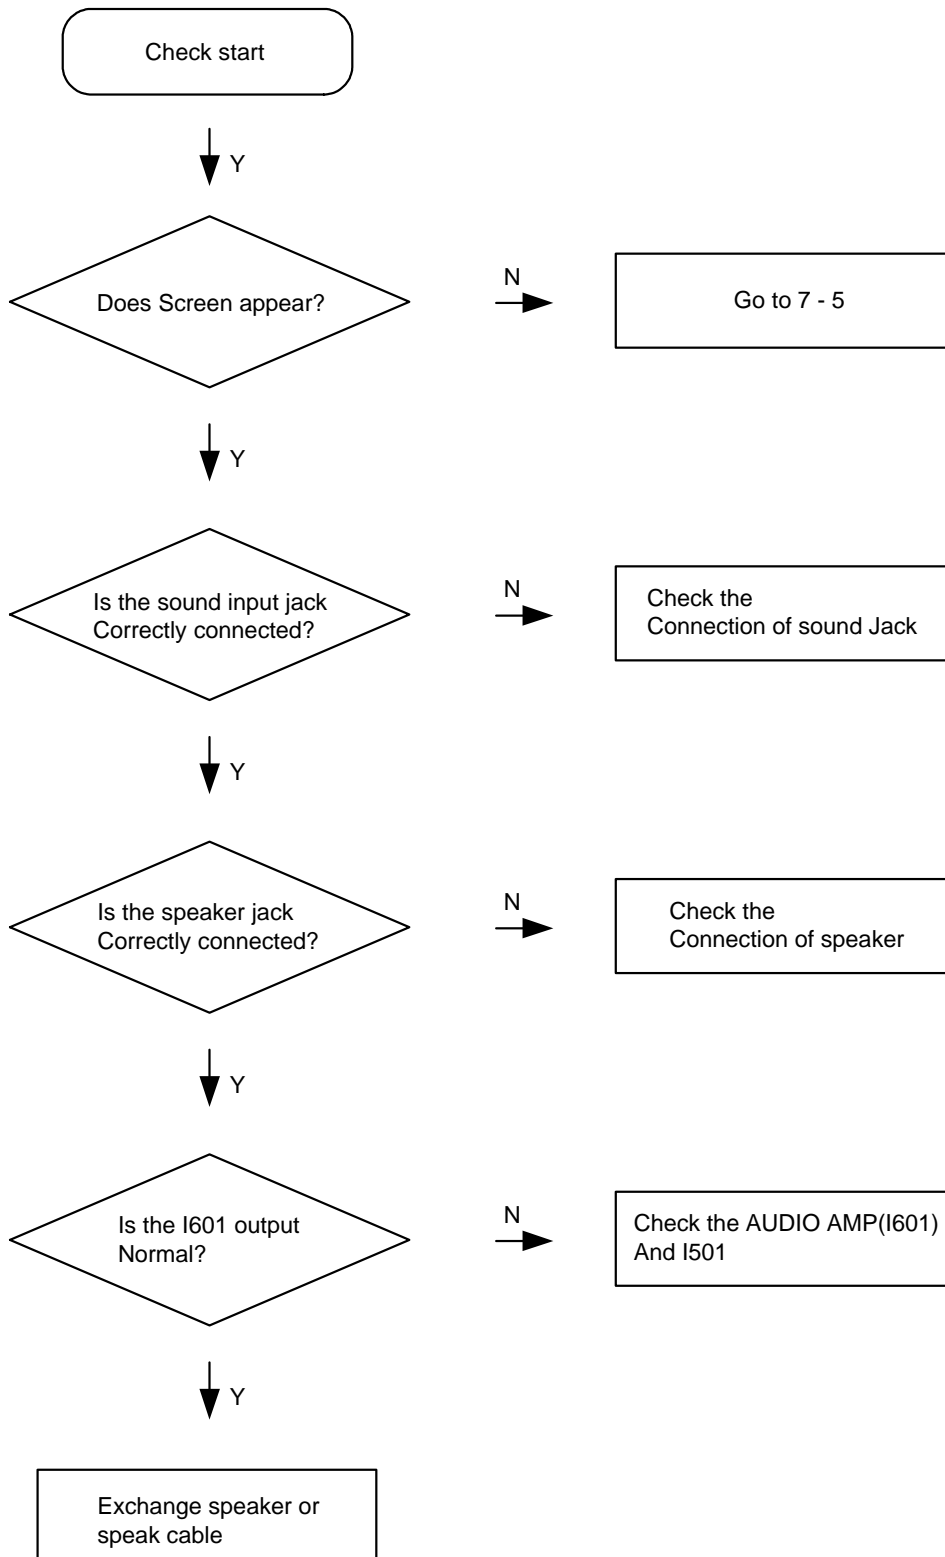 Check start
Y
Does Screen appear?
N
Go to 7 - 5
Y
Is the sound input jack
Correctly connected?
N
Check the
Connection of sound Jack
Y
Is the speaker jack
Correctly connected?
N
Check the
Connection of speaker
Y
Is the I601 output
Normal?
N
Check the AUDIO AMP(I601)
And I501
Y
Exchange speaker or
speak cable